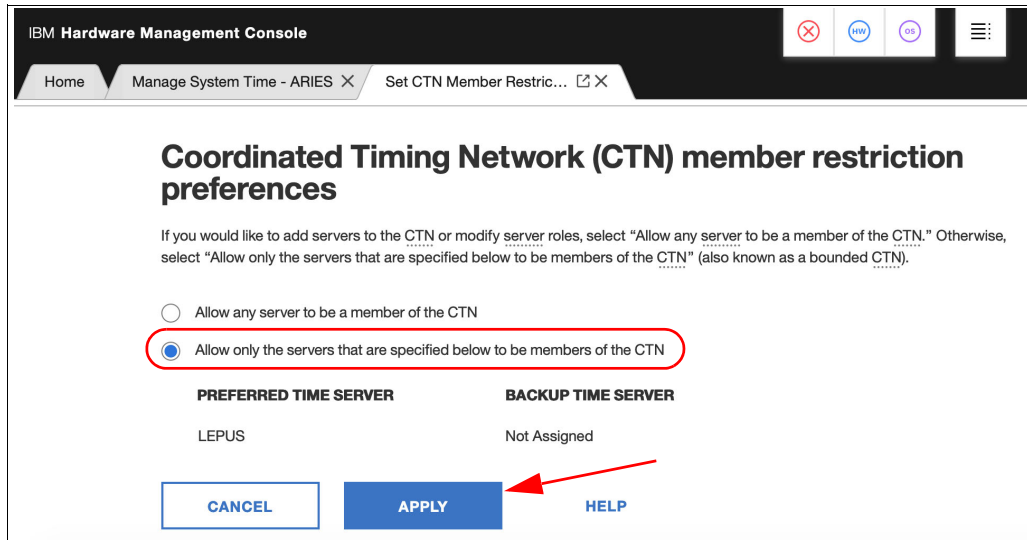 IBM Hardware Management Console
HW
OS
Home
Manage System Time - ARIES
Set CTN Member Restric...
Coordinated Timing Network (CTN) member restriction
preferences
If you would like to add servers to the CTN or modify server roles, select “Allow any server to be a member of the CTN.” Otherwise,
select “Allow only the servers that are specified below to be members of the CTN” (also known as a bounded CTN).
Allow any server to be a member of the CTN
Allow only the servers that are specified below to be members of the CTN
PREFERRED TIME SERVER
BACKUP TIME SERVER
LEPUS
Not Assigned
CANCEL
APPLY
HELP